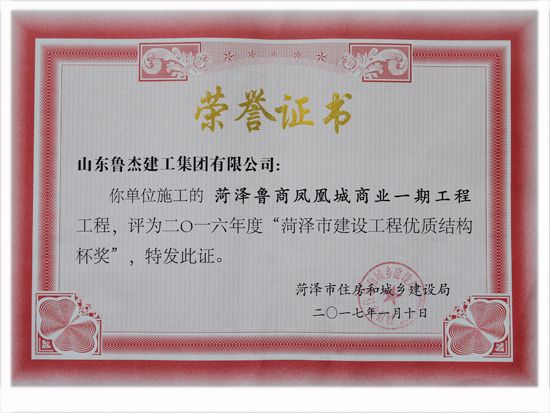 荣誉证书
山东鲁杰建工集团有限公司：
你单位施工的 菏泽鲁商凤凰城商业一期工程
工程，评为二〇一六年度“菏泽市建设工程优质结构
杯奖”，特发此证。
菏泽市住房和城乡建设局
二〇一七年一月十日